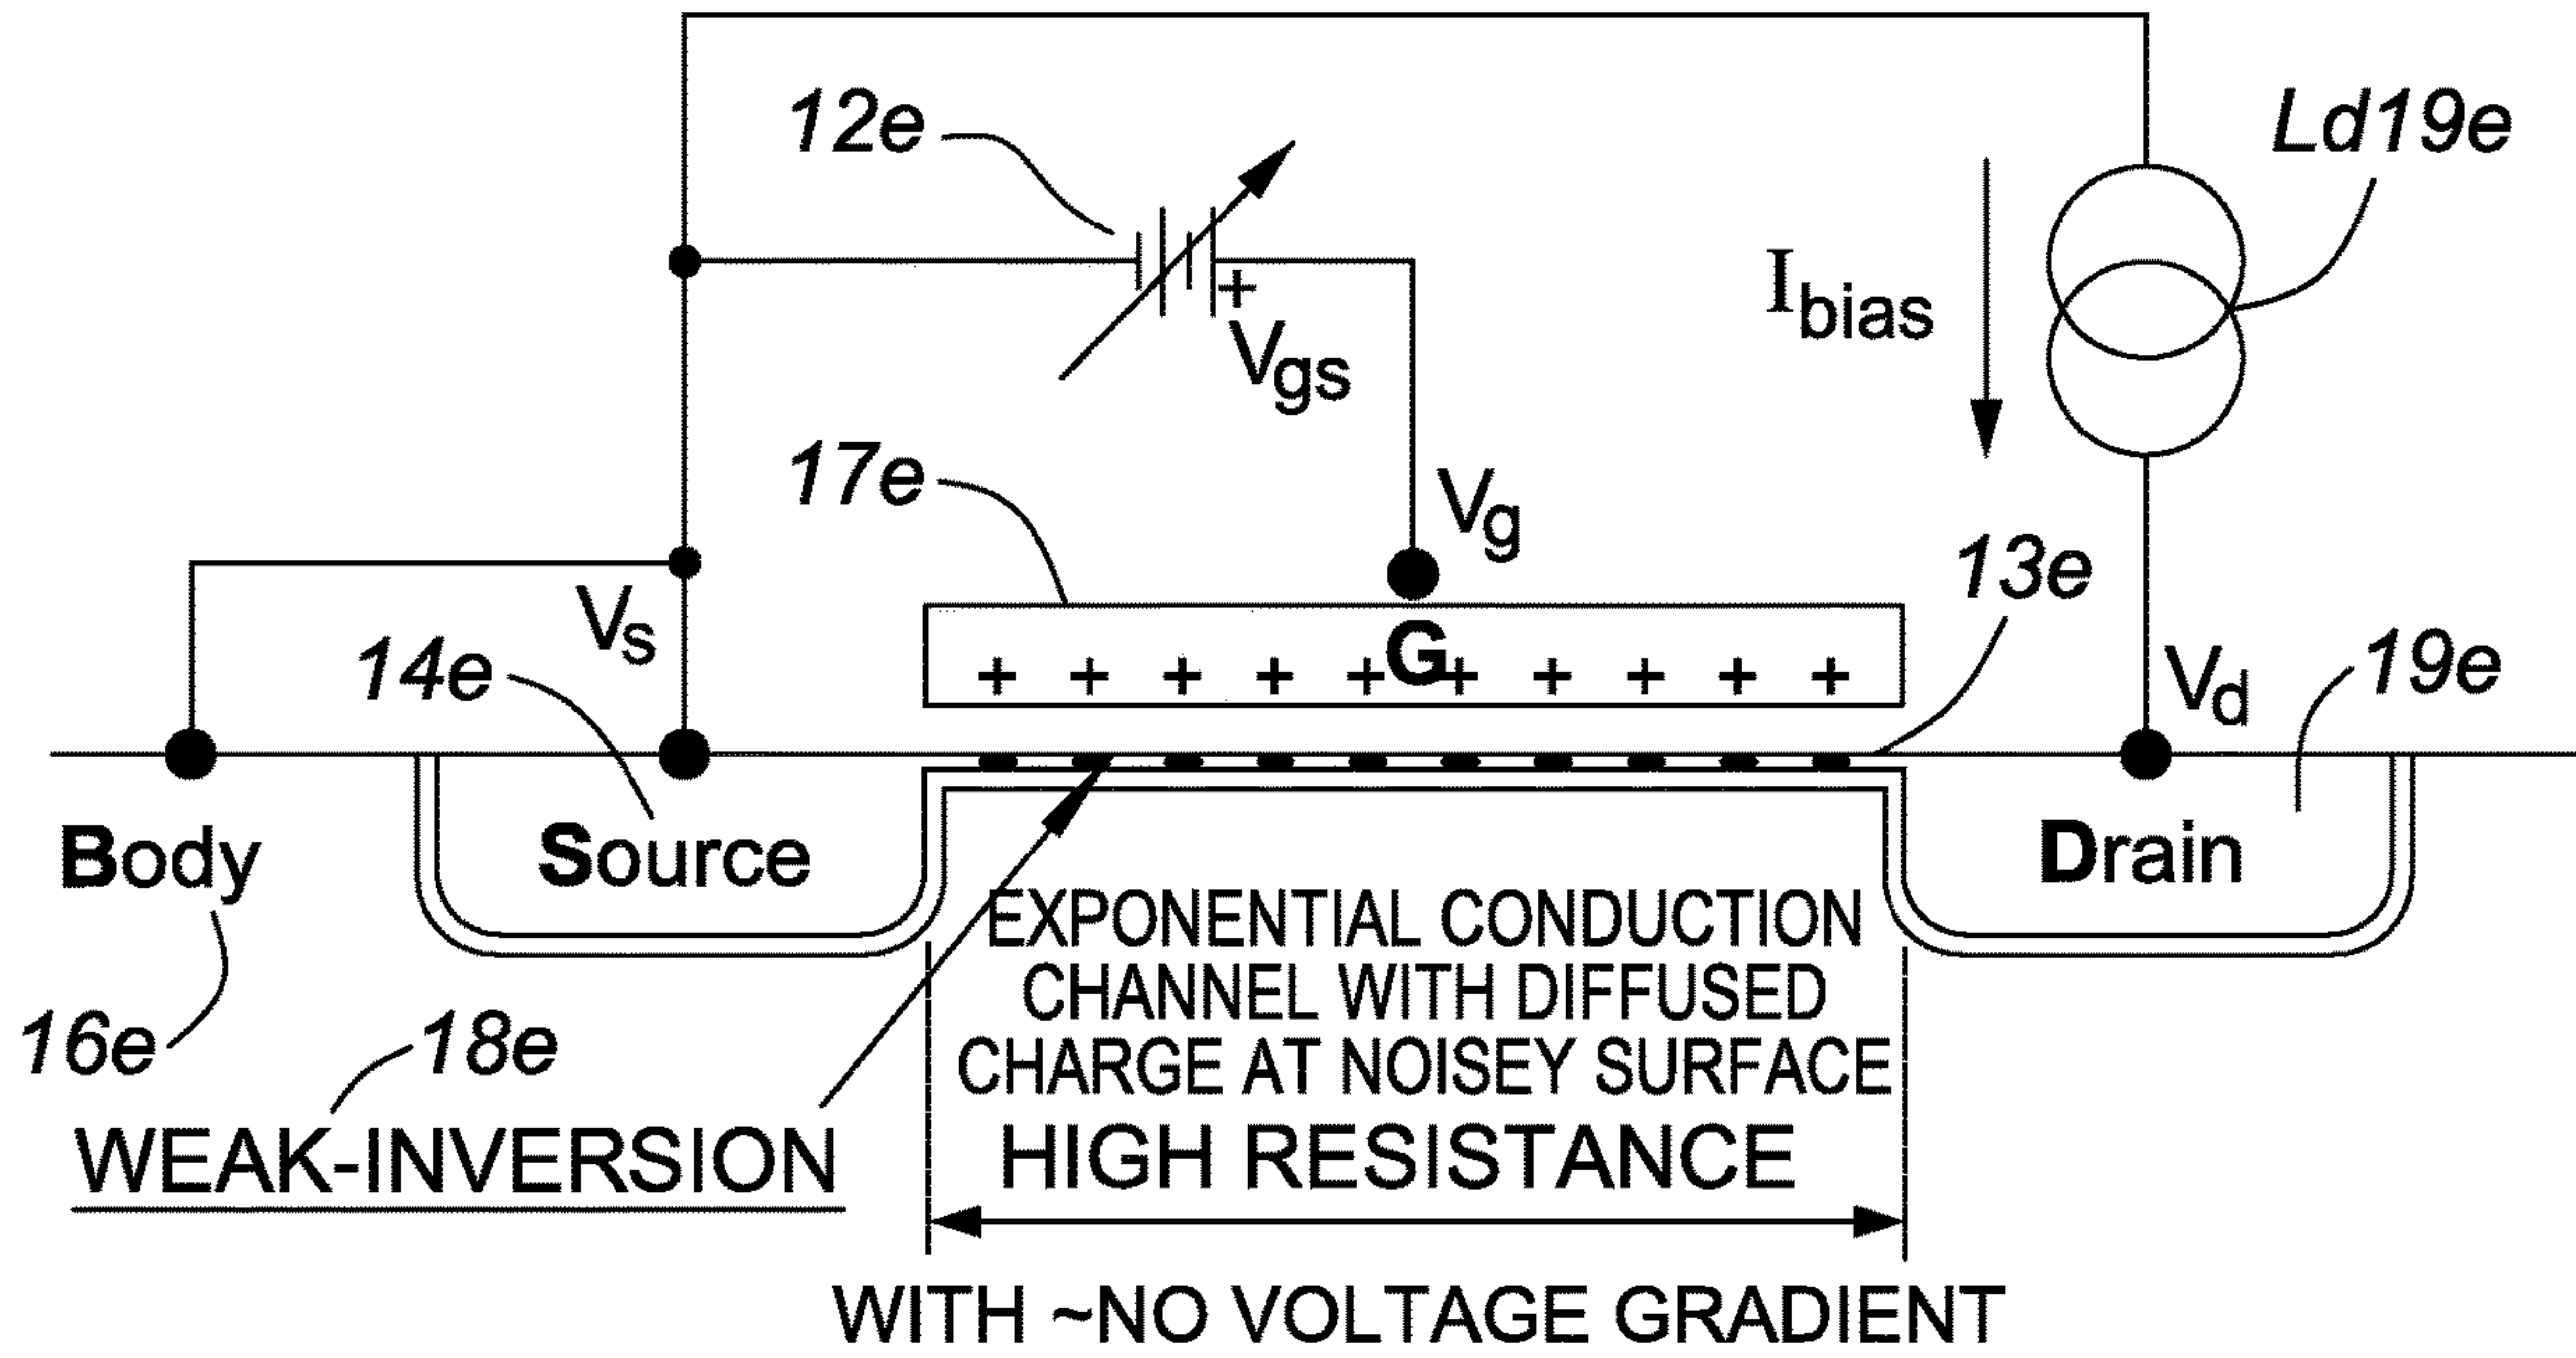 12e
Ld19e
+
Vgs
Ibias
17e
Vg
13e
Vs
14e
G
+ + + + + + + + + +
Vd
19e
Body
Source
Drain
16e
18e
WEAK-INVERSION
EXPONENTIAL CONDUCTION
CHANNEL WITH DIFFUSED
CHARGE AT NOISEY SURFACE
HIGH RESISTANCE
WITH ~NO VOLTAGE GRADIENT